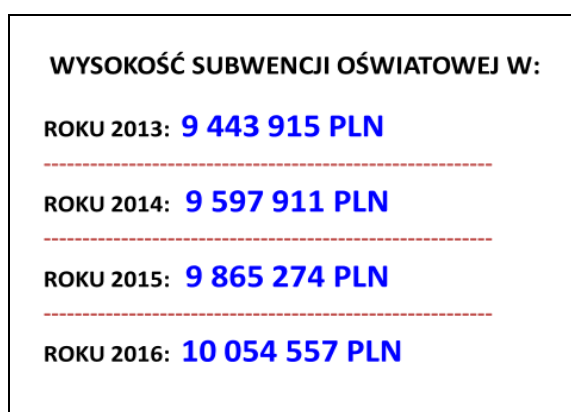 WYSOKOŚĆ SUBWENCJI OŚWIATOWEJ W:
ROKU 2013: 9 443 915 PLN
------------------------------------------------------------
ROKU 2014: 9 597 911 PLN
------------------------------------------------------------
ROKU 2015: 9 865 274 PLN
------------------------------------------------------------
ROKU 2016: 10 054 557 PLN